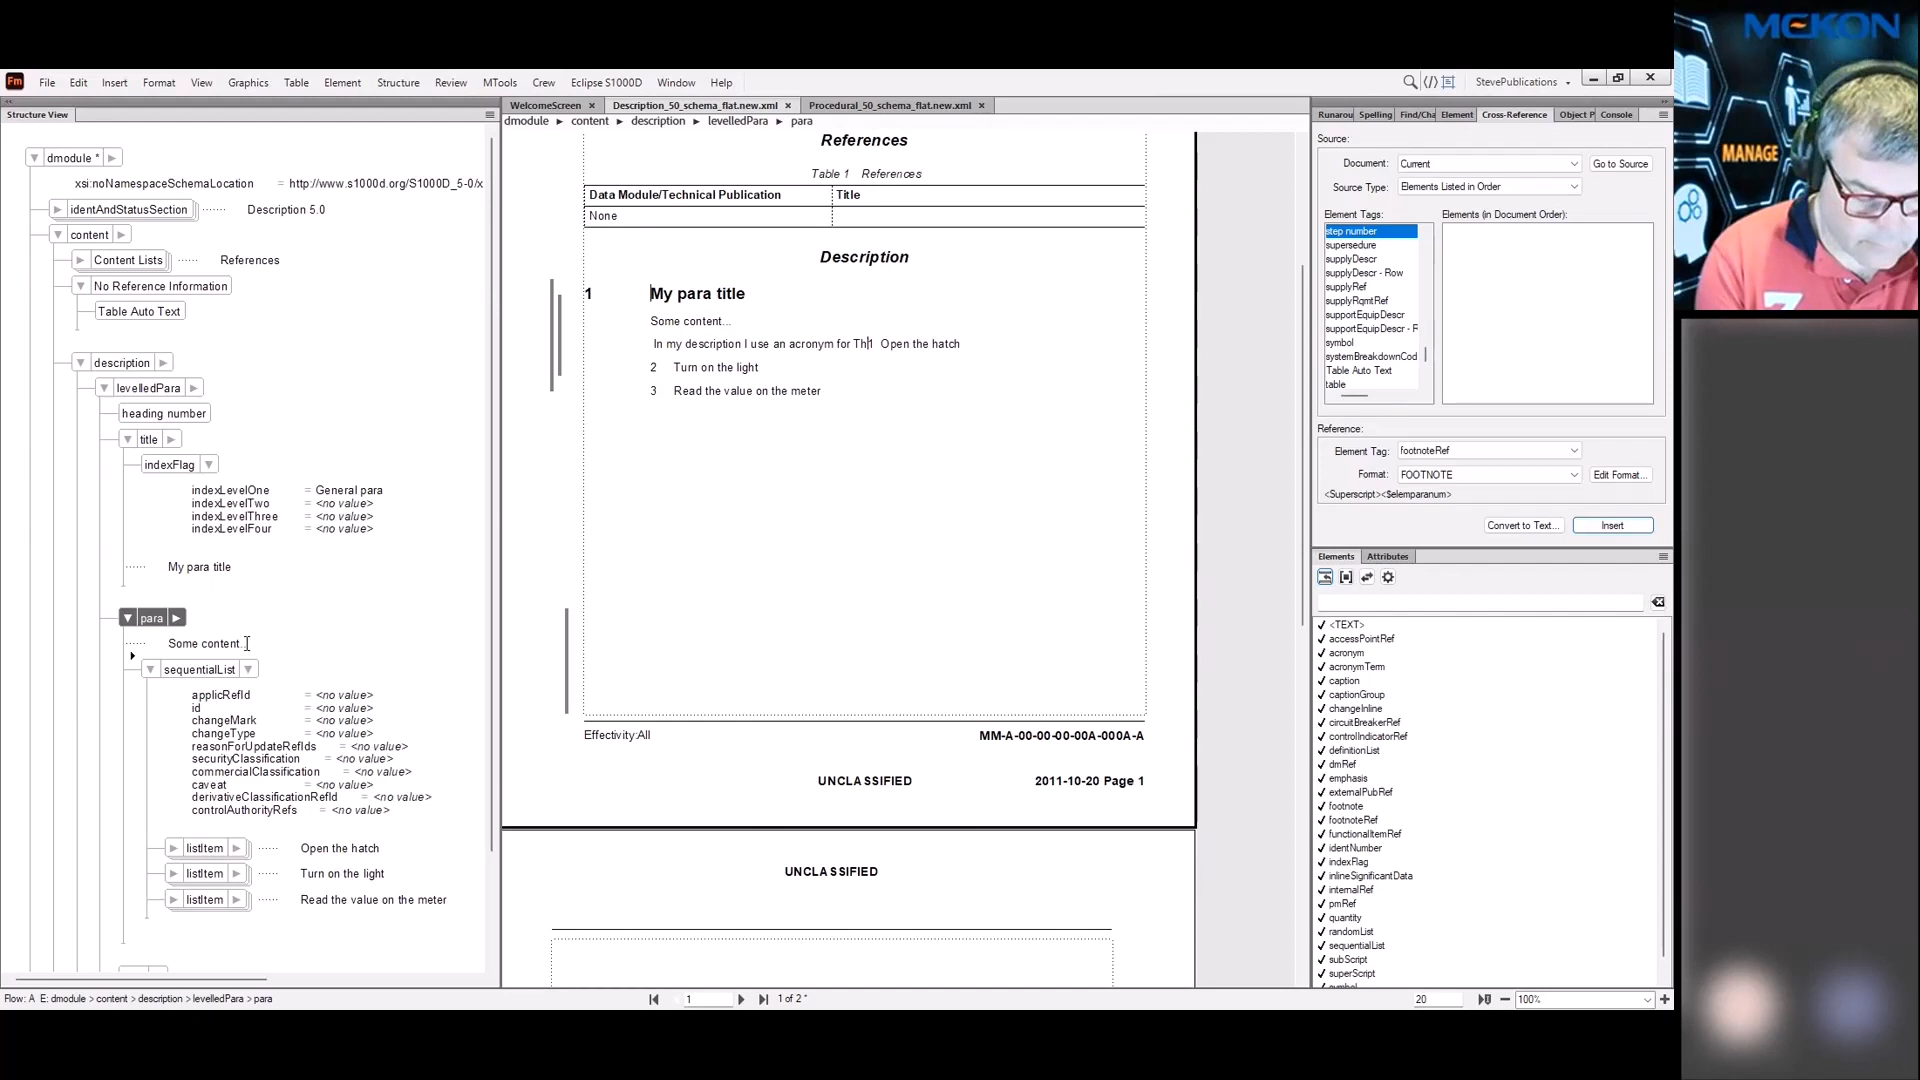 MEKON
MANAGE
Fm File Edit Insert Format View Graphics Table Element Structure Review MTools Crew Eclipse S1000D Window Help
StevePublications
Structure View
dmodule *
xsi:noNamespaceSchemaLocation = http://www.s1000d.org/S1000D_5-0/x
identAndStatusSection Description 5.0
content
Content Lists References
No Reference Information
Table Auto Text
description
levelledPara
heading number
title
indexFlag
indexLevelOne = General para
indexLevelTwo = <no value>
indexLevelThree = <no value>
indexLevelFour = <no value>
My para title
para
Some content..
sequentialList
applicRefId = <no value>
id = <no value>
changeMark = <no value>
changeType = <no value>
reasonForUpdateRefIds = <no value>
securityClassification = <no value>
commercialClassification = <no value>
caveat = <no value>
derivativeClassificationRefId = <no value>
controlAuthorityRefs = <no value>
listItem Open the hatch
listItem Turn on the light
listItem Read the value on the meter
Flow: A E: dmodule > content > description > levelledPara > para
WelcomeScreen Description_50_schema_flat.new.xml Procedural_50_schema_flat.new.xml
dmodule content description levelledPara para
References
Table 1 References
Data Module/Technical Publication Title
None
Description
1 My para title
Some content...
In my description I use an acronym for Th1 Open the hatch
2 Turn on the light
3 Read the value on the meter
Effectivity:All MM-A-00-00-00-00A-000A-A
UNCLASSIFIED 2011-10-20 Page 1
UNCLASSIFIED
1 1 of 2 * 20 100%
Runarou Spelling Find/Cha Element Cross-Reference Object P Console
Source:
Document: Current Go to Source
Source Type: Elements Listed in Order
Element Tags: Elements (in Document Order):
step number
supersedure
supplyDescr
supplyDescr - Row
supplyRef
supplyRqmtRef
supportEquipDescr
supportEquipDescr - F
symbol
systemBreakdownCod
Table Auto Text
table
Reference:
Element Tag: footnoteRef
Format: FOOTNOTE Edit Format...
<Superscript><$elemparanum>
Convert to Text... Insert
Elements Attributes
<TEXT>
accessPointRef
acronym
acronymTerm
caption
captionGroup
changeInline
circuitBreakerRef
controlIndicatorRef
definitionList
dmRef
emphasis
externalPubRef
footnote
footnoteRef
functionalItemRef
identNumber
indexFlag
inlineSignificantData
internalRef
pmRef
quantity
randomList
sequentialList
subScript
superScript